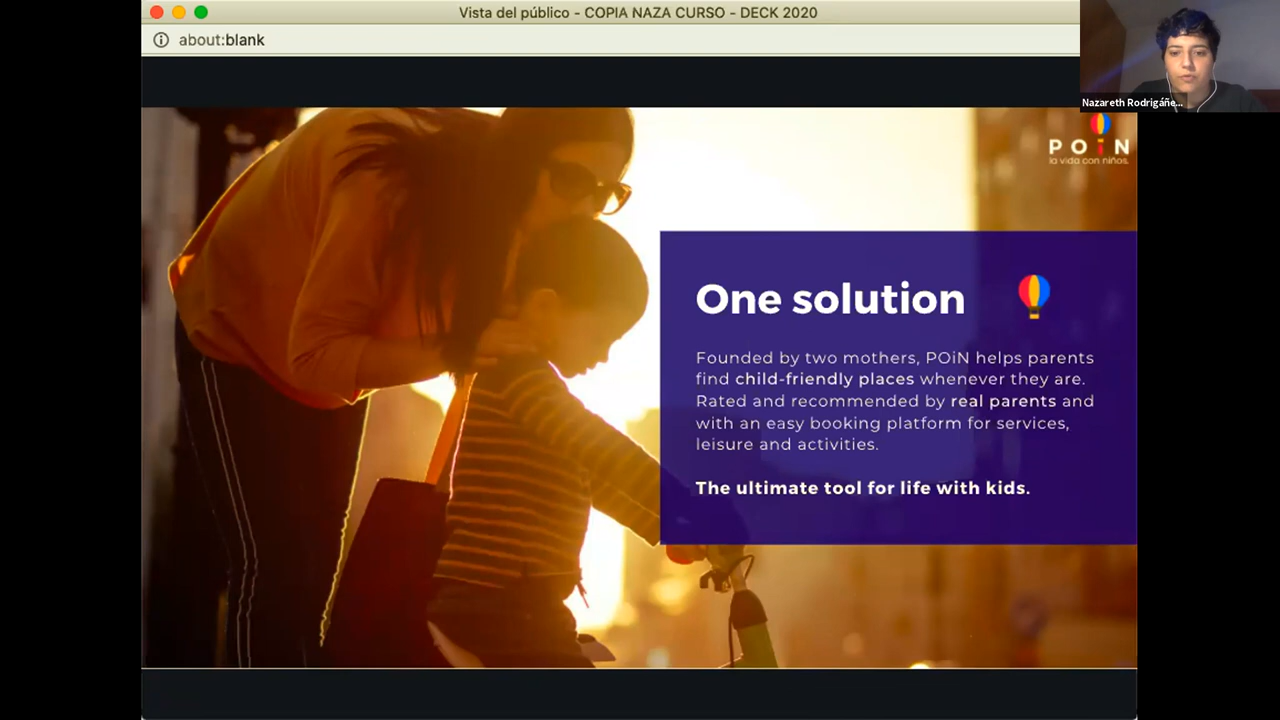 Vista del público - COPIA NAZA CURSO - DECK 2020
about:blank
Nazareth Rodrigáñe...
POiN
la vida con niños.
One solution
Founded by two mothers, POiN helps parents
find child-friendly places whenever they are.
Rated and recommended by real parents and
with an easy booking platform for services,
leisure and activities.
The ultimate tool for life with kids.